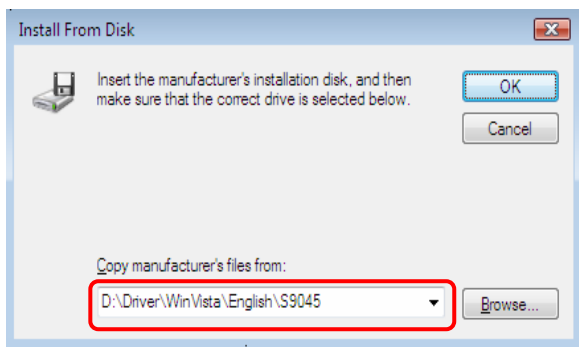 Install From Disk
Insert the manufacturer's installation disk, and then
make sure that the correct drive is selected below.
OK
Cancel
Copy manufacturer's files from:
D:\Driver\WinVista\English\S9045
Browse...